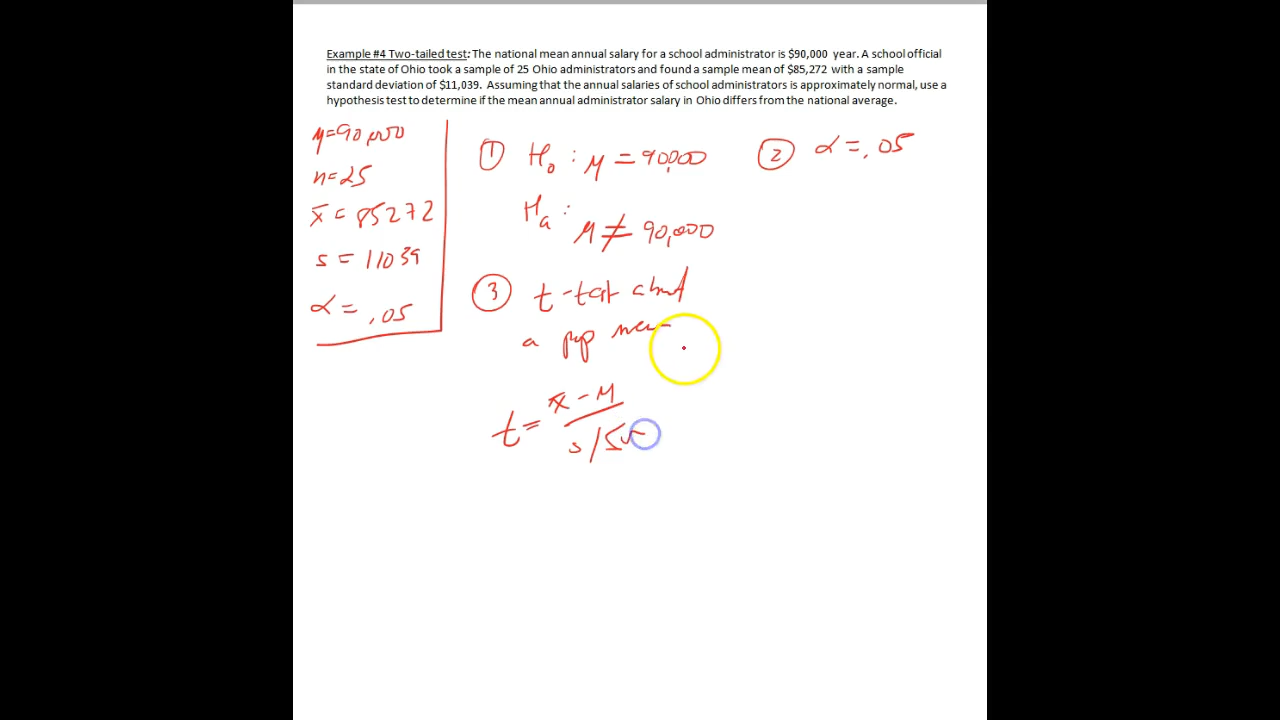 Example #4 Two-tailed test: The national mean annual salary for a school administrator is $90,000 year. A school official
in the state of Ohio took a sample of 25 Ohio administrators and found a sample mean of $85,272 with a sample
standard deviation of $11,039. Assuming that the annual salaries of school administrators is approximately normal, use a
hypothesis test to determine if the mean annual administrator salary in Ohio differs from the national average.
μ=90,000
n=25
x̄ = 85272
s = 11039
α = .05
① H₀ : μ = 90,000
Hₐ : μ ≠ 90,000
② α = .05
③ t-test about
a pop mean
t = x̄ - μ
s/